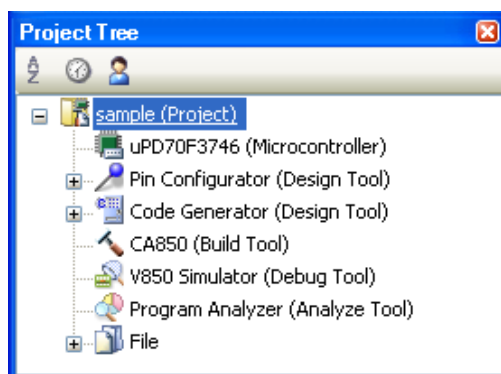 Project Tree
sample (Project)
uPD70F3746 (Microcontroller)
Pin Configurator (Design Tool)
Code Generator (Design Tool)
CA850 (Build Tool)
V850 Simulator (Debug Tool)
Program Analyzer (Analyze Tool)
File